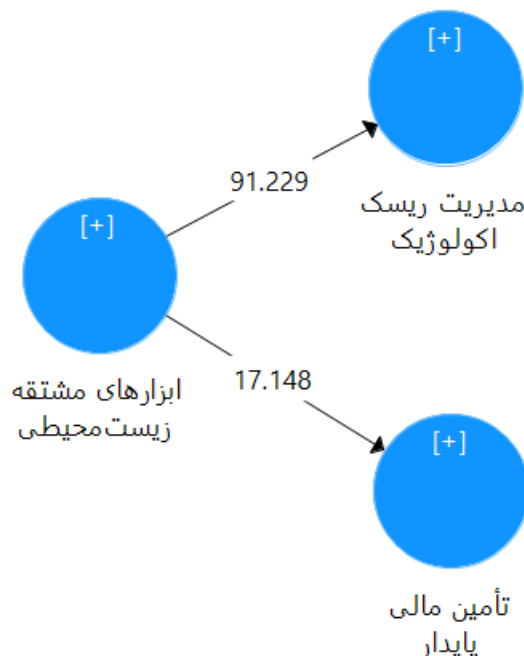 [+]
مدیریت ریسک
اکولوژیک
91.229
[+]
ابزارهای مشتقه
زیست‌محیطی
17.148
[+]
تأمین مالی
پایدار